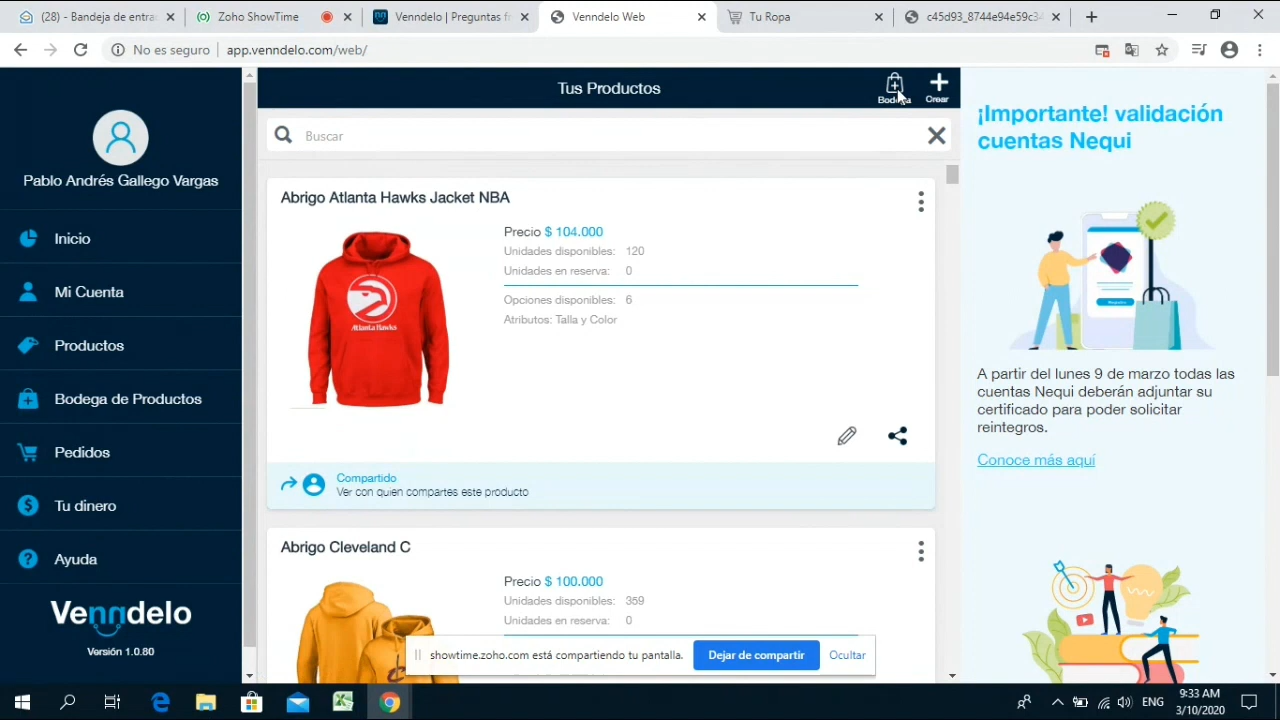 (28) - Bandeja de entra
Zoho ShowTime
Venndelo | Preguntas fr
Venndelo Web
Tu Ropa
c45d93_8744e94e59c34
No es seguro
app.venndelo.com/web/
Pablo Andrés Gallego Vargas
Inicio
Mi Cuenta
Productos
Bodega de Productos
Pedidos
Tu dinero
Ayuda
Venndelo
Versión 1.0.80
Tus Productos
Bodega
Crear
Buscar
Abrigo Atlanta Hawks Jacket NBA
Atlanta Hawks
Precio $ 104.000
Unidades disponibles: 120
Unidades en reserva: 0
Opciones disponibles: 6
Atributos: Talla y Color
Compartido
Ver con quien compartes este producto
Abrigo Cleveland C
Precio $ 100.000
Unidades disponibles: 359
Unidades en reserva: 0
showtime.zoho.com está compartiendo tu pantalla.
Dejar de compartir
Ocultar
¡Importante! validación
cuentas Nequi
A partir del lunes 9 de marzo todas las
cuentas Nequi deberán adjuntar su
certificado para poder solicitar
reintegros.
Conoce más aquí
ENG
9:33 AM
3/10/2020